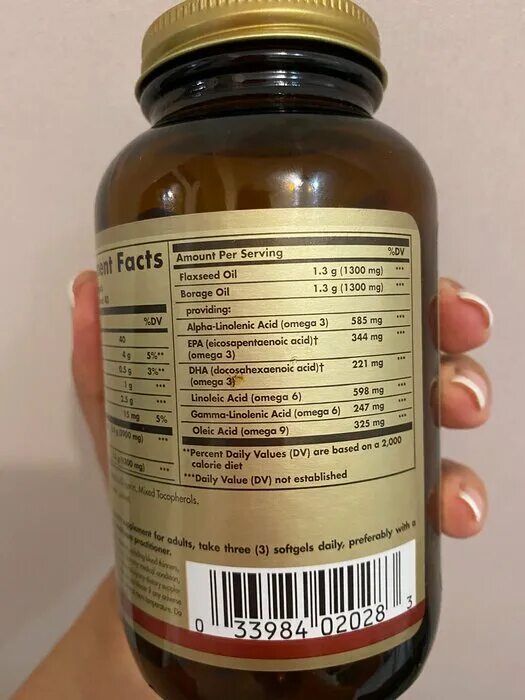 ent Facts
%DV
40
4 g 5%**
0.5 g 3%**
1 g ***
2.5 g ***
15 mg 5%
***
***
Amount Per Serving %DV
Flaxseed Oil 1.3 g (1300 mg) ***
Borage Oil 1.3 g (1300 mg) ***
providing:
Alpha-Linolenic Acid (omega 3) 585 mg ***
EPA (eicosapentaenoic acid)† 344 mg ***
(omega 3)
DHA (docosahexaenoic acid)† 221 mg ***
(omega 3)
Linoleic Acid (omega 6) 598 mg ***
Gamma-Linolenic Acid (omega 6) 247 mg ***
Oleic Acid (omega 9) 325 mg ***
**Percent Daily Values (DV) are based on a 2,000
calorie diet
***Daily Value (DV) not established
Mixed Tocopherols.
supplement for adults, take three (3) softgels daily, preferably with a
practitioner.
0 33984 02028 3